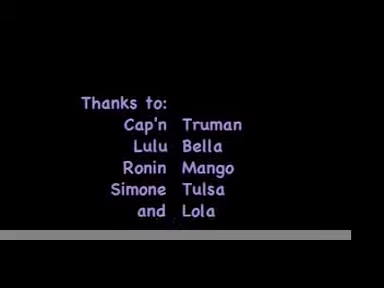 Thanks to:
Cap'n Truman
Lulu Bella
Ronin Mango
Simone Tulsa
and Lola